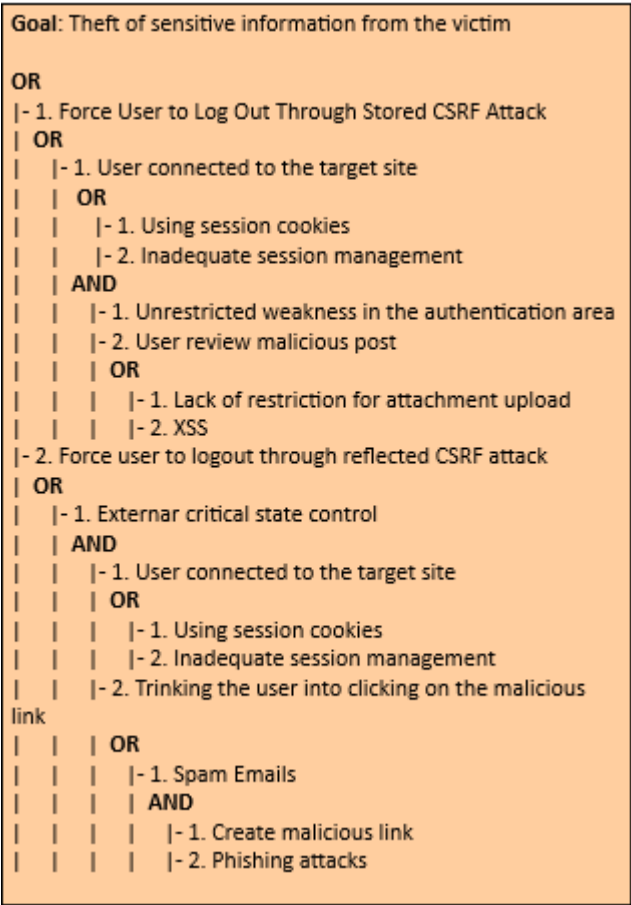 Goal: Theft of sensitive information from the victim
OR
|- 1. Force User to Log Out Through Stored CSRF Attack
| OR
| |- 1. User connected to the target site
| | OR
| | |- 1. Using session cookies
| | |- 2. Inadequate session management
| | AND
| | |- 1. Unrestricted weakness in the authentication area
| | |- 2. User review malicious post
| | | OR
| | | |- 1. Lack of restriction for attachment upload
| | | |- 2. XSS
|- 2. Force user to logout through reflected CSRF attack
| OR
| |- 1. Externar critical state control
| | AND
| | |- 1. User connected to the target site
| | | OR
| | | |- 1. Using session cookies
| | | |- 2. Inadequate session management
| | |- 2. Trinking the user into clicking on the malicious
link
| | | OR
| | | |- 1. Spam Emails
| | | | AND
| | | | |- 1. Create malicious link
| | | | |- 2. Phishing attacks